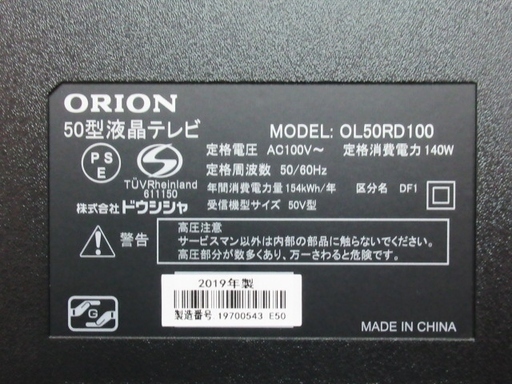 ORION
50型液晶テレビ
MODEL: OL50RD100
PS
E
S
TÜVRheinland
611150
定格電圧 AC100V～ 定格消費電力 140W
定格周波数 50/60Hz
年間消費電力量 154kWh/年 区分名 DF1
受信機型サイズ 50V型
株式会社ドウシシャ
警告
高圧注意
サービスマン以外は内部の部品に触らないでください。
高圧部分が数多くあり、万一さわると危険です。
2019年製
製造番号 19700543 E50
G
MADE IN CHINA